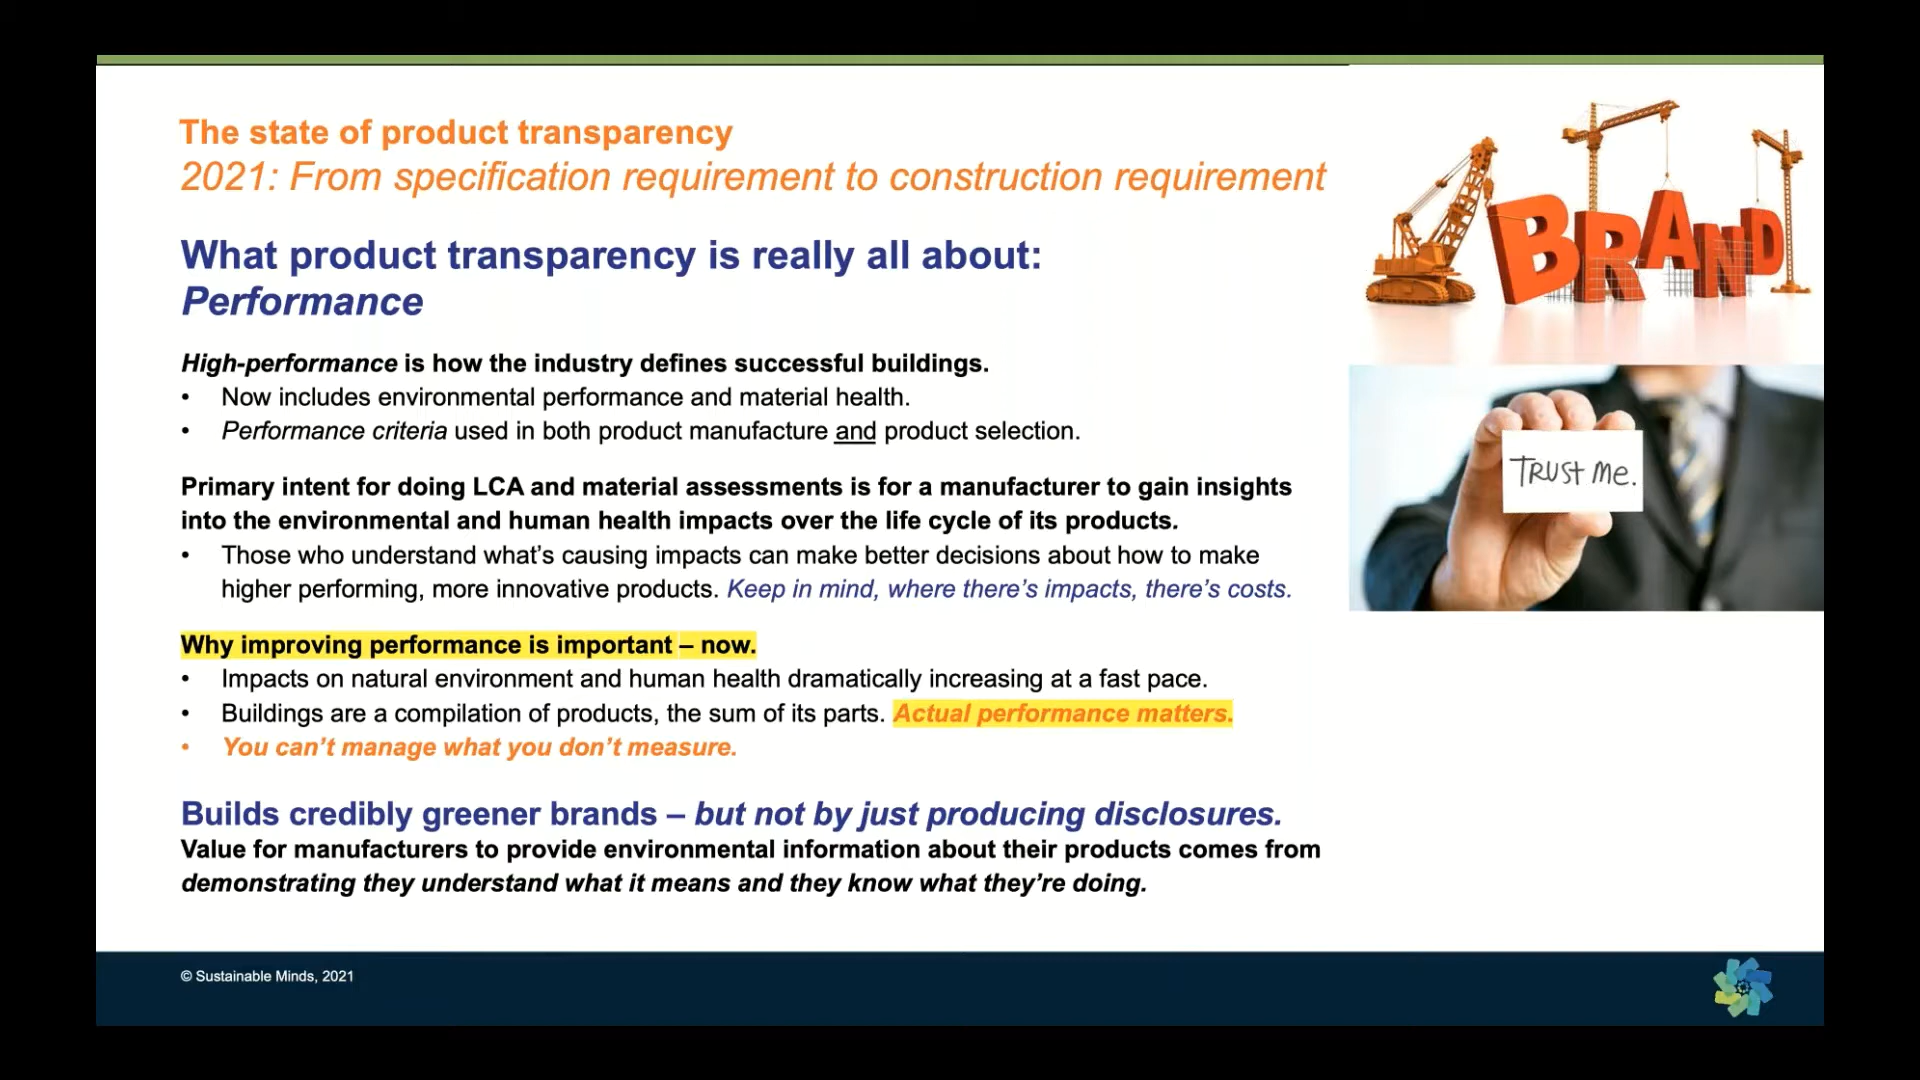 The state of product transparency
2021: From specification requirement to construction requirement
BRAND
What product transparency is really all about:
Performance
High-performance is how the industry defines successful buildings.
• Now includes environmental performance and material health.
• Performance criteria used in both product manufacture and product selection.
TRUST ME.
Primary intent for doing LCA and material assessments is for a manufacturer to gain insights
into the environmental and human health impacts over the life cycle of its products.
• Those who understand what’s causing impacts can make better decisions about how to make
higher performing, more innovative products. Keep in mind, where there’s impacts, there’s costs.
Why improving performance is important – now.
• Impacts on natural environment and human health dramatically increasing at a fast pace.
• Buildings are a compilation of products, the sum of its parts. Actual performance matters.
• You can’t manage what you don’t measure.
Builds credibly greener brands – but not by just producing disclosures.
Value for manufacturers to provide environmental information about their products comes from
demonstrating they understand what it means and they know what they’re doing.
© Sustainable Minds, 2021